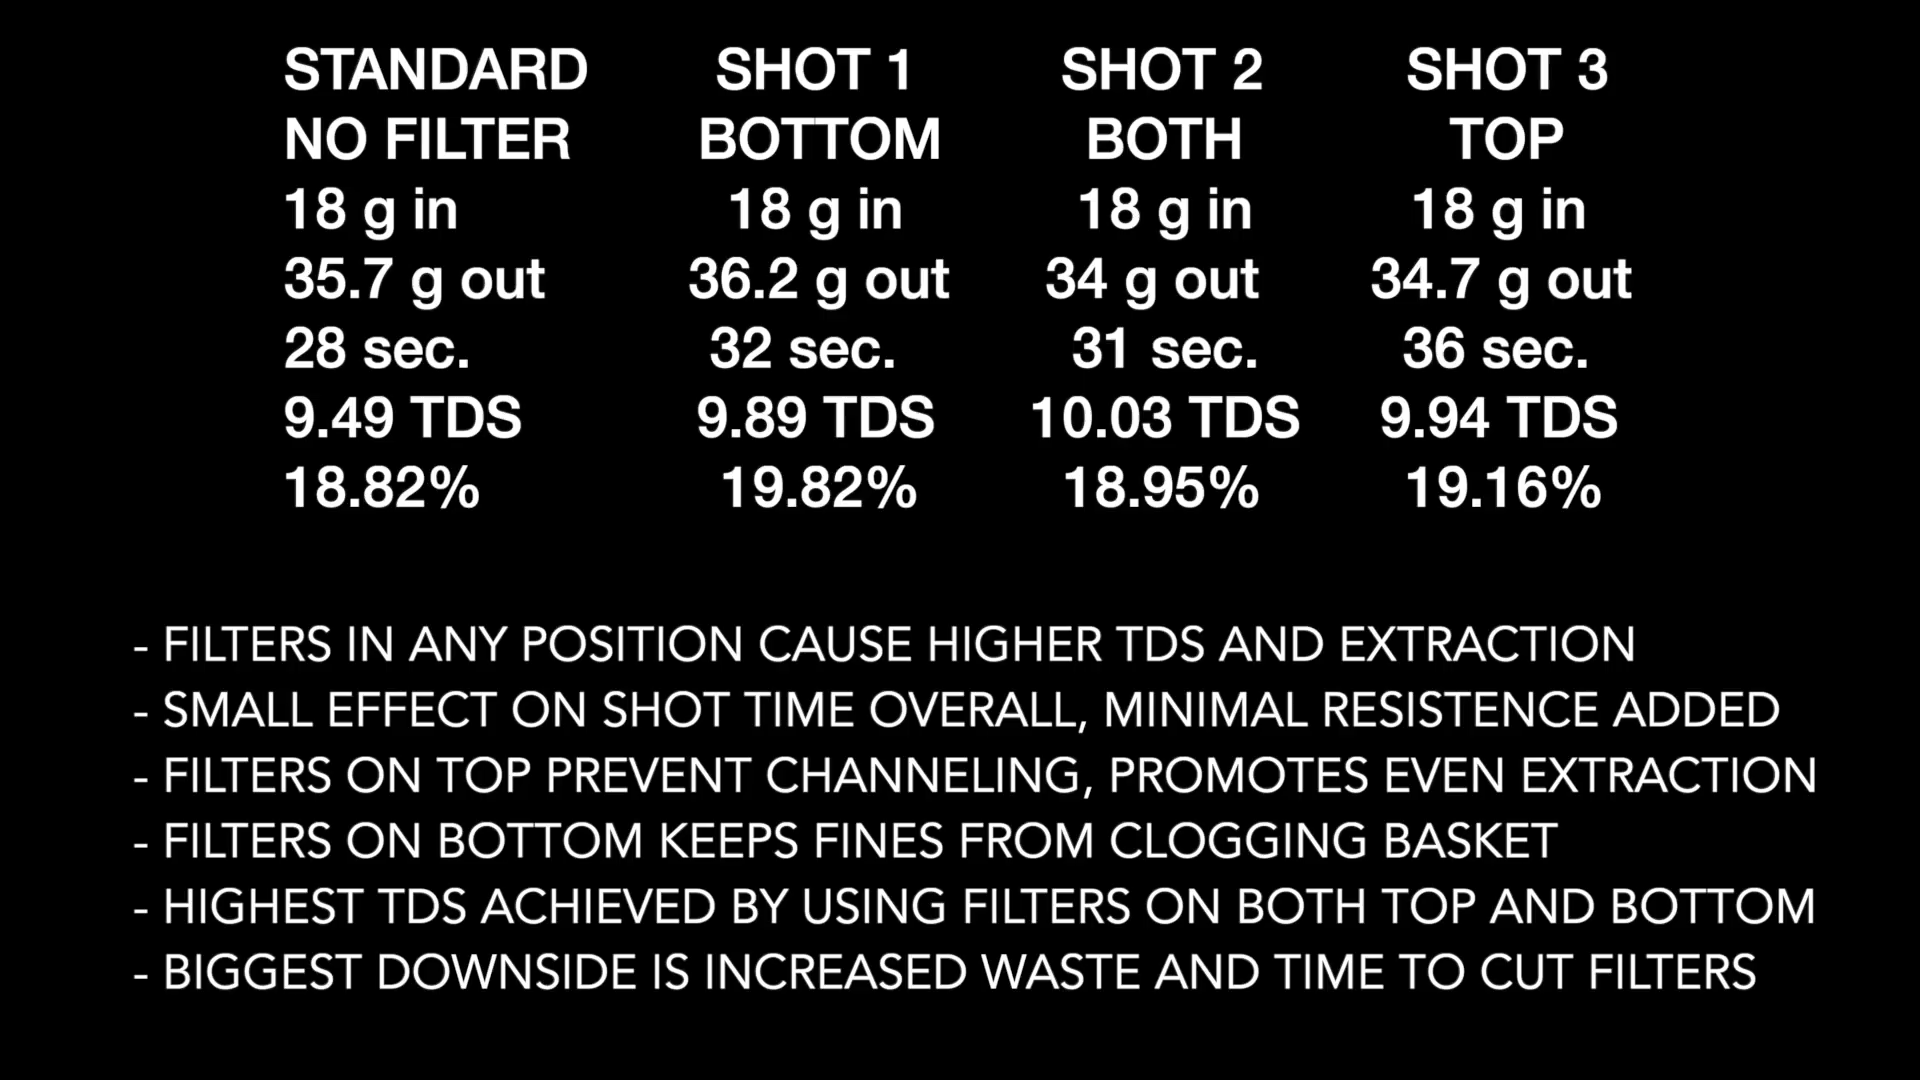 STANDARD SHOT 1 SHOT 2 SHOT 3
NO FILTER BOTTOM BOTH TOP
18 g in 18 g in 18 g in 18 g in
35.7 g out 36.2 g out 34 g out 34.7 g out
28 sec. 32 sec. 31 sec. 36 sec.
9.49 TDS 9.89 TDS 10.03 TDS 9.94 TDS
18.82% 19.82% 18.95% 19.16%
- FILTERS IN ANY POSITION CAUSE HIGHER TDS AND EXTRACTION
- SMALL EFFECT ON SHOT TIME OVERALL, MINIMAL RESISTENCE ADDED
- FILTERS ON TOP PREVENT CHANNELING, PROMOTES EVEN EXTRACTION
- FILTERS ON BOTTOM KEEPS FINES FROM CLOGGING BASKET
- HIGHEST TDS ACHIEVED BY USING FILTERS ON BOTH TOP AND BOTTOM
- BIGGEST DOWNSIDE IS INCREASED WASTE AND TIME TO CUT FILTERS